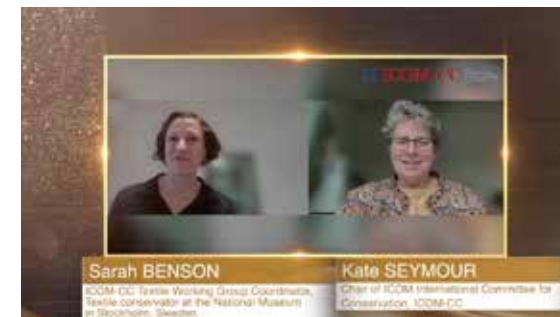 ICOM-CC
Sarah BENSON
ICOM-CC Textile Working Group Coordinator,
Textile conservator at the National Museum
in Stockholm, Sweden
Kate SEYMOUR
Chair of ICOM International Committee for
Conservation, ICOM-CC